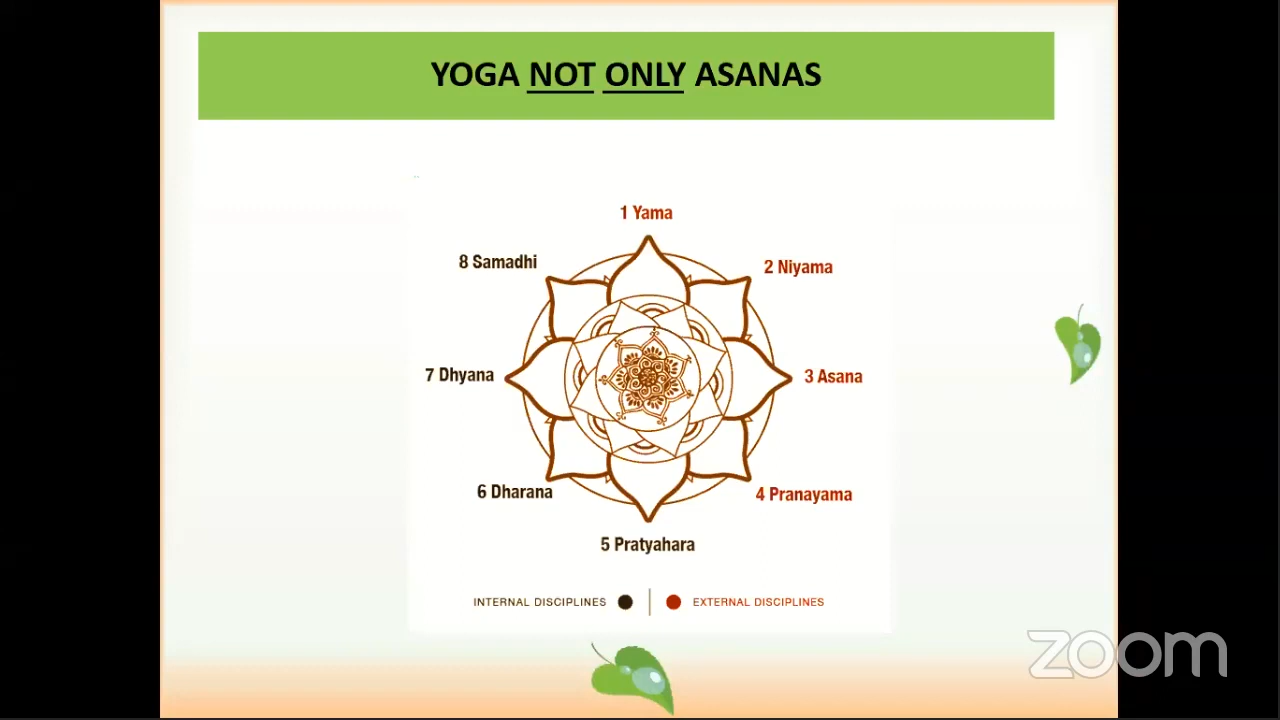 YOGA NOT ONLY ASANAS
1 Yama
2 Niyama
3 Asana
4 Pranayama
5 Pratyahara
6 Dharana
7 Dhyana
8 Samadhi
INTERNAL DISCIPLINES
EXTERNAL DISCIPLINES
zoom